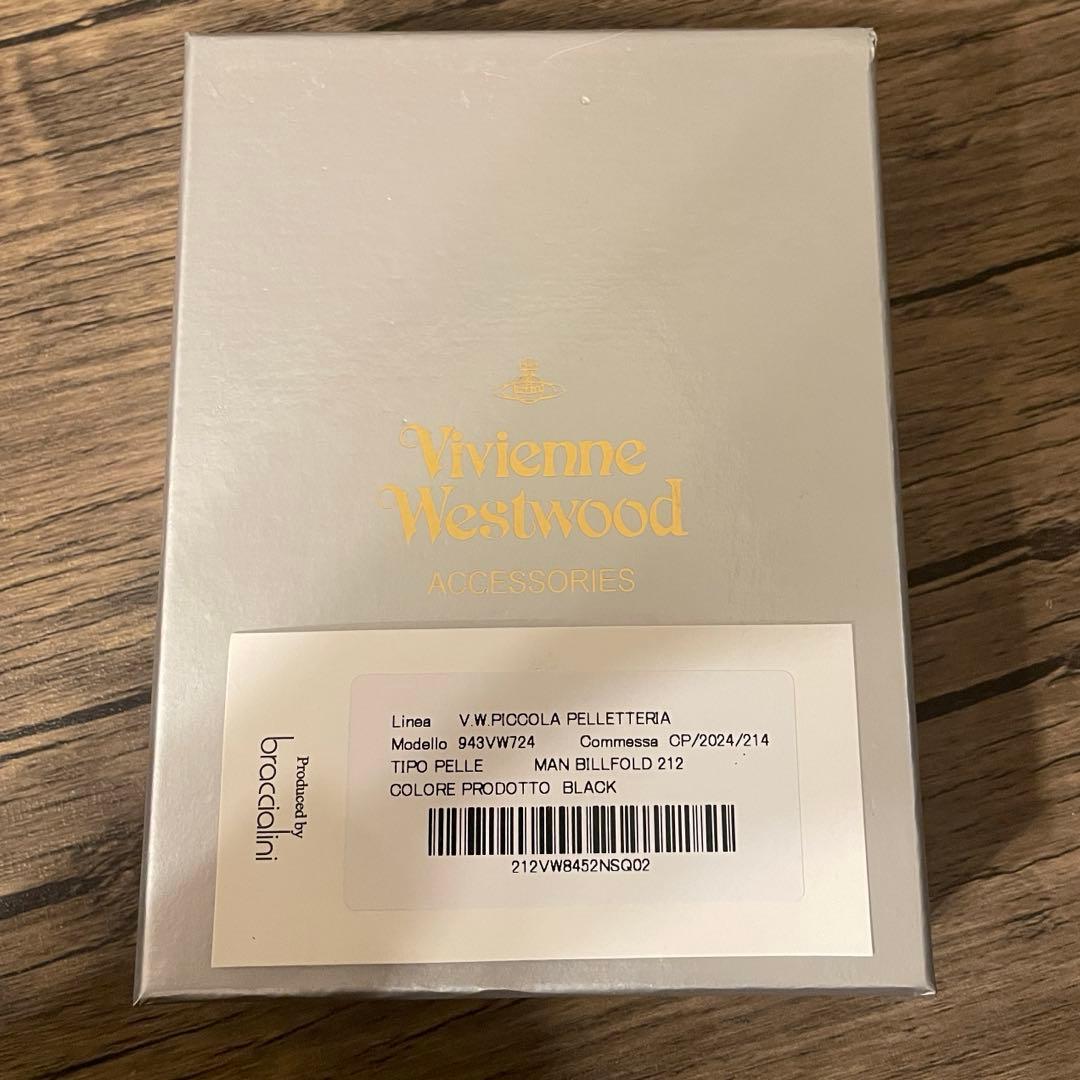 Vivienne
Westwood
ACCESSORIES
Produced by
braccialini
Linea V.W.PICCOLA PELLETTERIA
Modello 943VW724 Commessa CP/2024/214
TIPO PELLE MAN BILLFOLD 212
COLORE PRODOTTO BLACK
212VW8452NSQ02